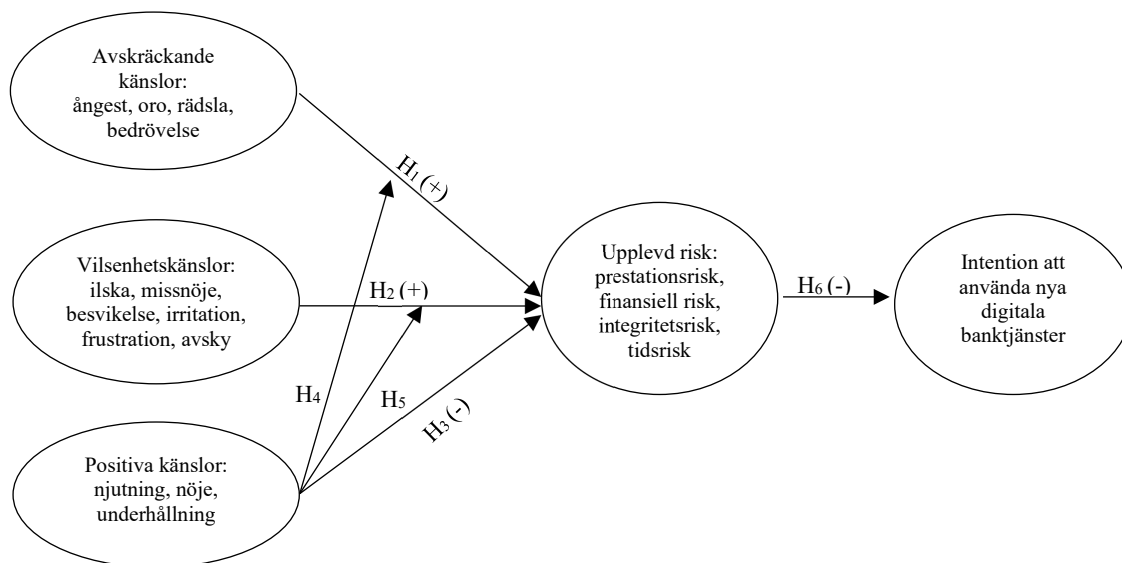 Avskräckande
känslor:
ångest, oro, rädsla,
bedrövelse
H1 (+)
Vilsenhetskänslor:
ilska, missnöje,
besvikelse, irritation,
frustration, avsky
H2 (+)
Upplevd risk:
prestationsrisk,
finansiell risk,
integritetsrisk,
tidsrisk
H6 (-)
Intention att
använda nya
digitala
banktjänster
H4
H5
H3 (-)
Positiva känslor:
njutning, nöje,
underhållning